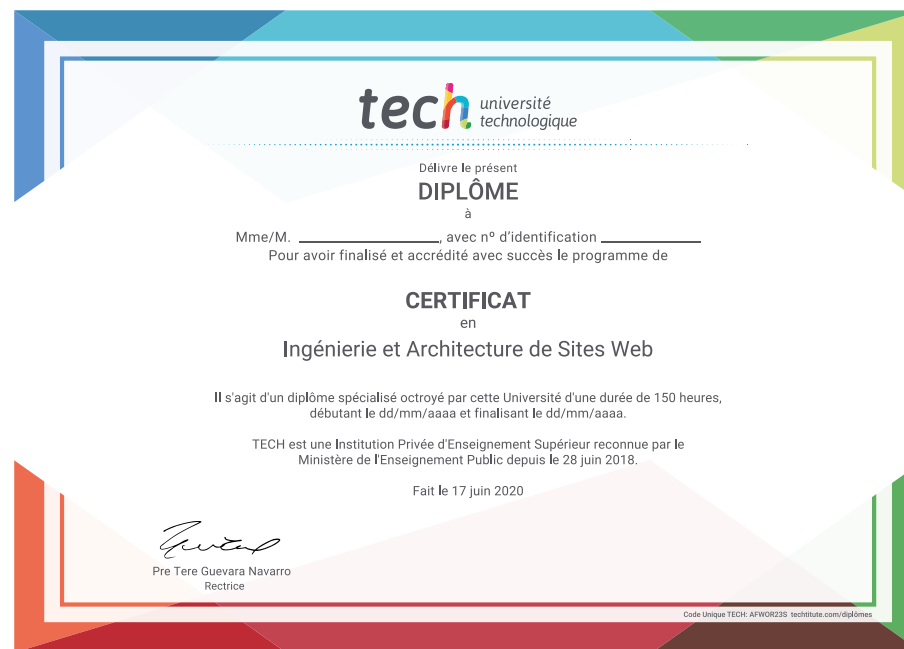 tech université
technologique
Délivre le présent
DIPLÔME
à
Mme/M. ____________________, avec nº d'identification ______________
Pour avoir finalisé et accrédité avec succès le programme de
CERTIFICAT
en
Ingénierie et Architecture de Sites Web
Il s'agit d'un diplôme spécialisé octroyé par cette Université d'une durée de 150 heures,
débutant le dd/mm/aaaa et finalisant le dd/mm/aaaa.
TECH est une Institution Privée d'Enseignement Supérieur reconnue par le
Ministère de l'Enseignement Public depuis le 28 juin 2018.
Fait le 17 juin 2020
Pre Tere Guevara Navarro
Rectrice
Code Unique TECH: AFWOR23S techtitute.com/diplômes